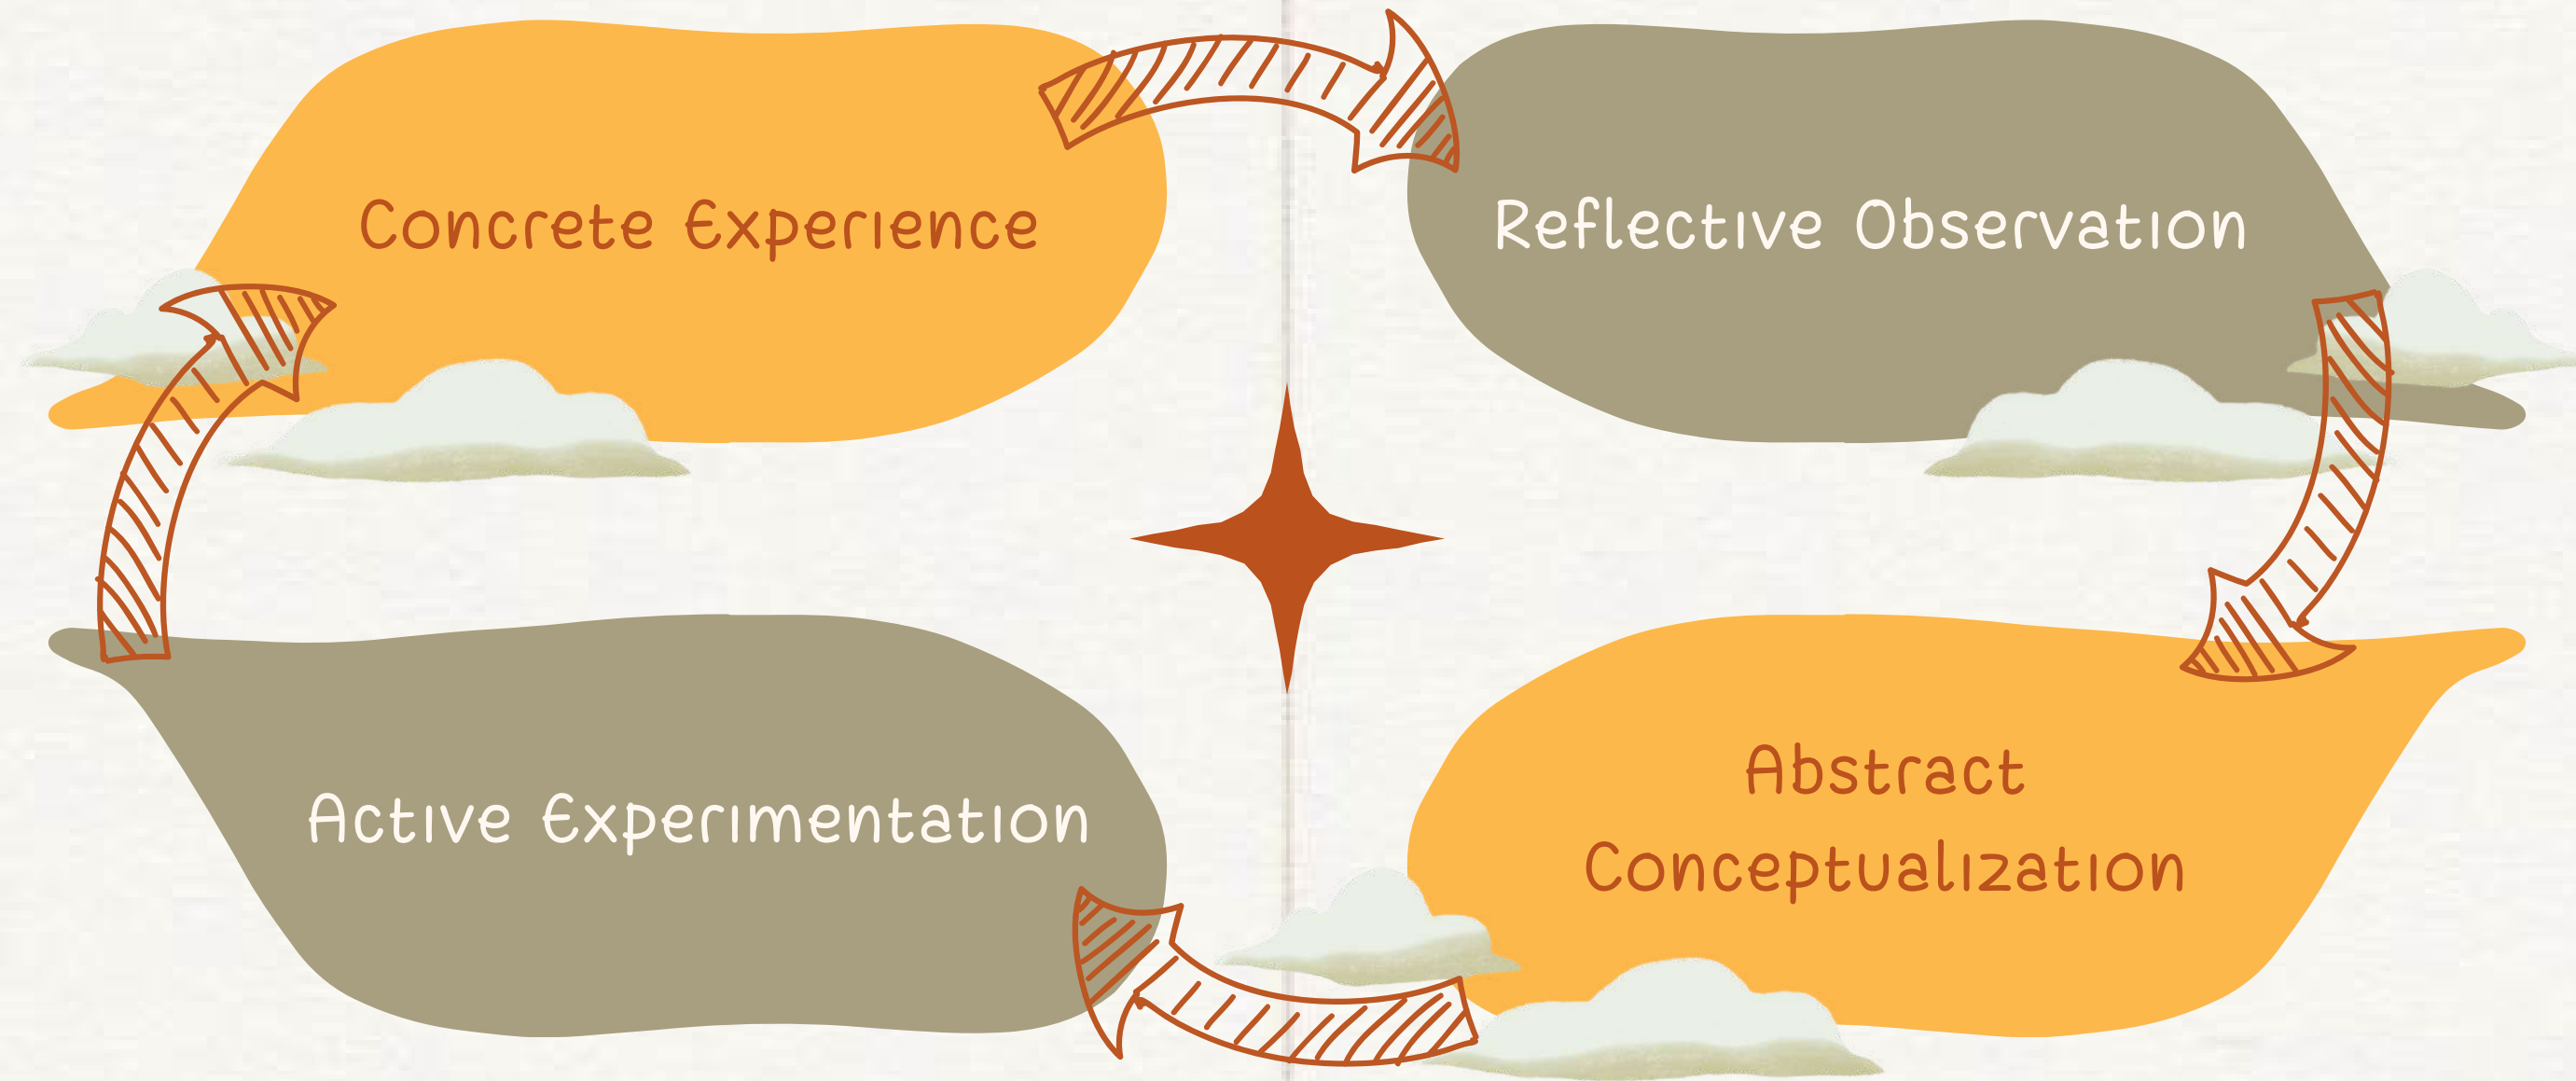 Concrete Experience
Reflective Observation
Active Experimentation
Abstract
Conceptualization